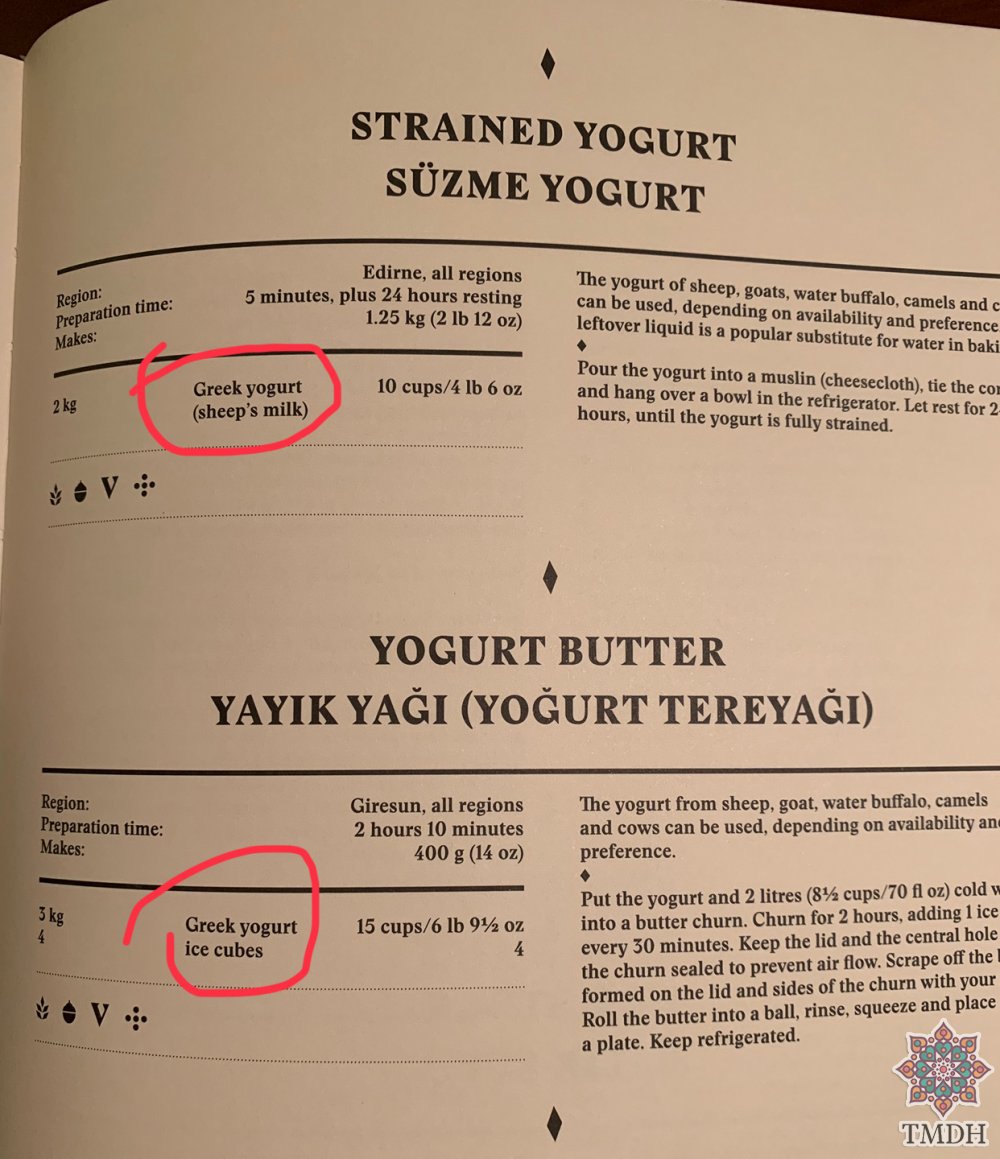 STRAINED YOGURT
SÜZME YOGURT
Region: Edirne, all regions
Preparation time: 5 minutes, plus 24 hours resting
Makes: 1.25 kg (2 lb 12 oz)
2 kg Greek yogurt (sheep's milk) 10 cups/4 lb 6 oz
V
The yogurt of sheep, goats, water buffalo, camels and
can be used, depending on availability and preference.
leftover liquid is a popular substitute for water in
Pour the yogurt into a muslin (cheesecloth), tie the
and hang over a bowl in the refrigerator. Let rest for
hours, until the yogurt is fully strained.
YOGURT BUTTER
YAYIK YAĞI (YOĞURT TEREYAĞI)
Region: Giresun, all regions
Preparation time: 2 hours 10 minutes
Makes: 400 g (14 oz)
3 kg Greek yogurt 15 cups/6 lb 9½ oz
4 ice cubes 4
V
The yogurt from sheep, goat, water buffalo, camels
and cows can be used, depending on availability and
preference.
Put the yogurt and 2 litres (8½ cups/70 fl oz) cold
into a butter churn. Churn for 2 hours, adding 1 ice
every 30 minutes. Keep the lid and the central hole
the churn sealed to prevent air flow. Scrape off the
formed on the lid and sides of the churn with your
Roll the butter into a ball, rinse, squeeze and place
a plate. Keep refrigerated.
TMDH